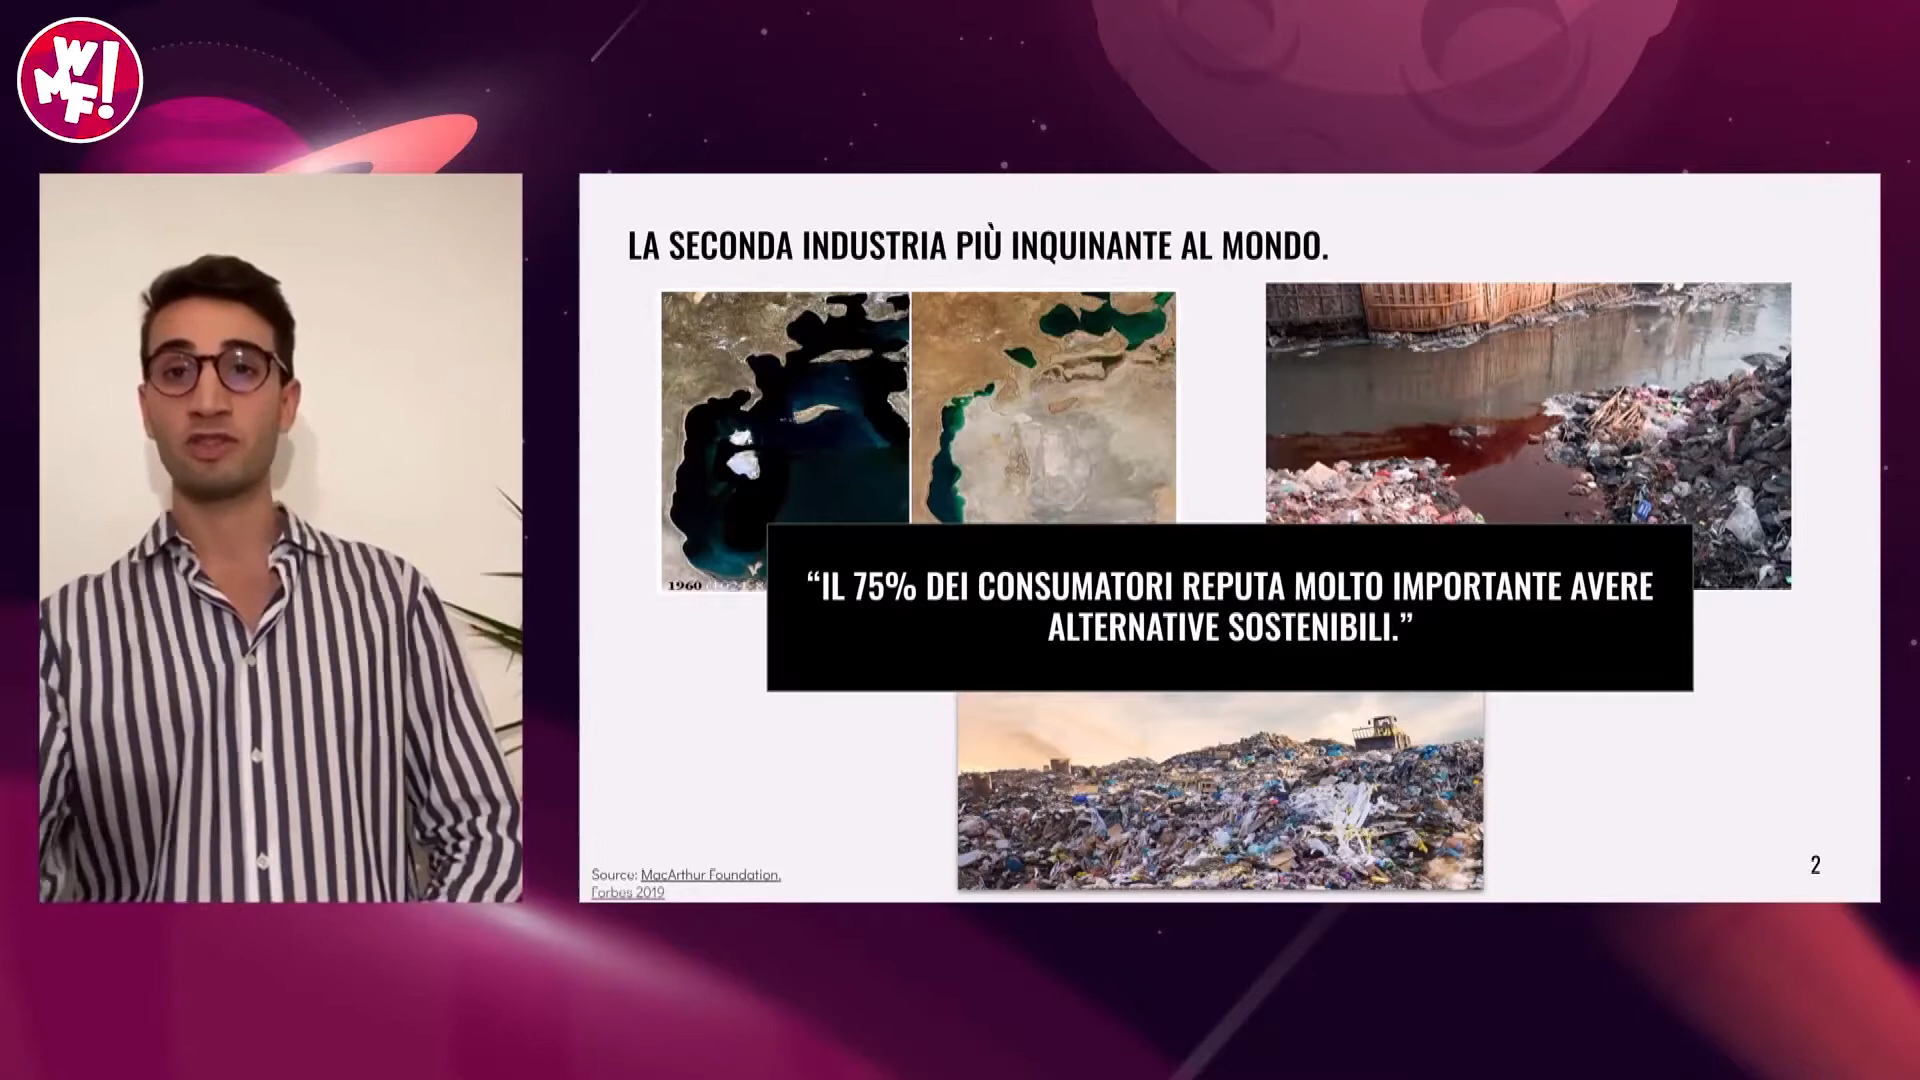 WMF!
LA SECONDA INDUSTRIA PIÙ INQUINANTE AL MONDO.
1960
“IL 75% DEI CONSUMATORI REPUTA MOLTO IMPORTANTE AVERE
ALTERNATIVE SOSTENIBILI.”
Source: MacArthur Foundation.
Forbes 2019
2